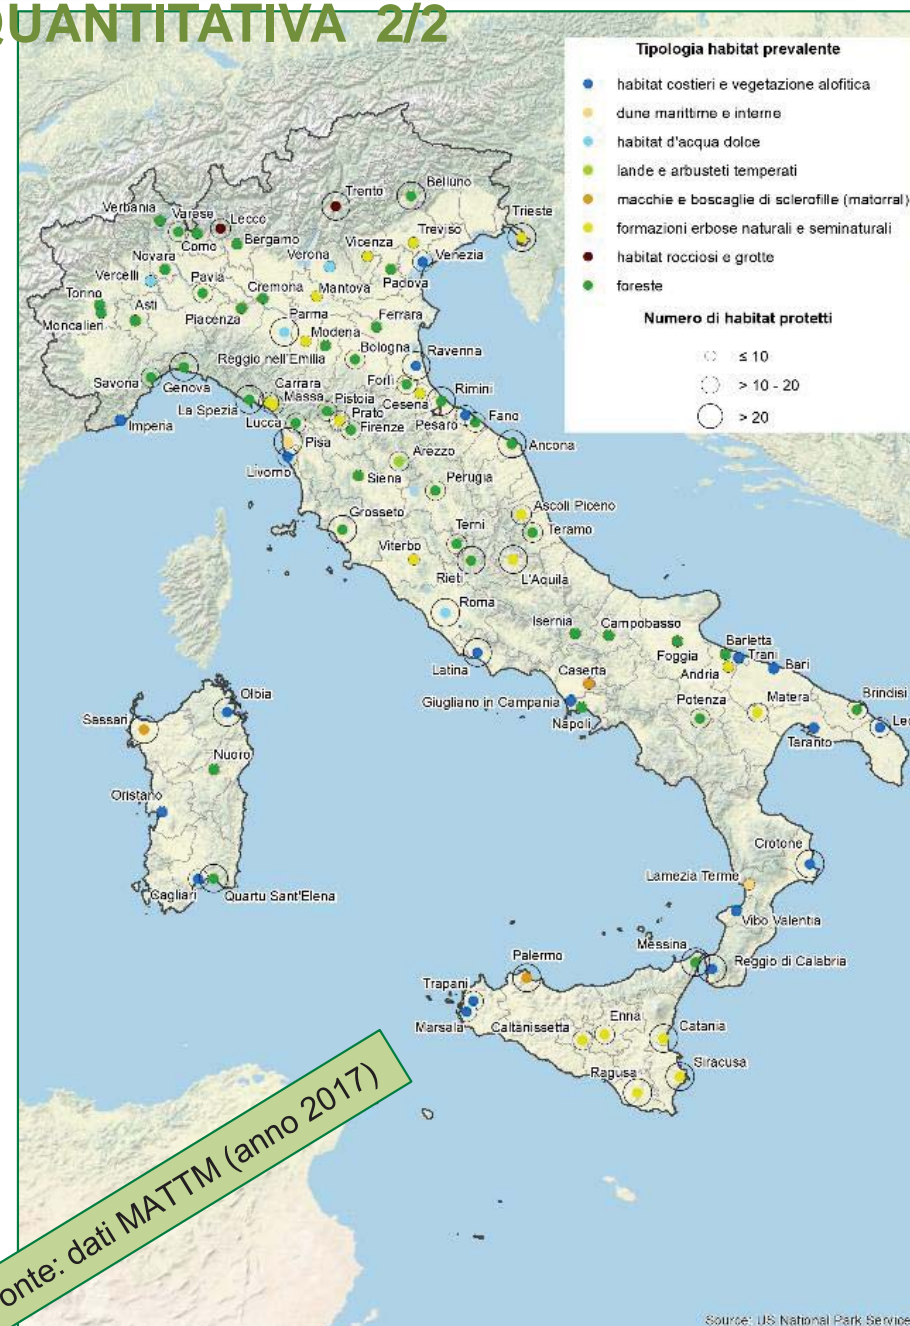 QUANTITATIVA 2/2
Tipologia habitat prevalente
habitat costieri e vegetazione alofitica
dune marittime e interne
habitat d'acqua dolce
lande e arbusteti temperati
macchie e boscaglie di sclerofille (matorral)
formazioni erbose naturali e seminaturali
habitat rocciosi e grotte
foreste
Numero di habitat protetti
≤ 10
> 10 - 20
> 20
Trento
Belluno
Verbania
Varese
Lecco
Como
Bergamo
Vicenza
Treviso
Trieste
Novara
Verona
Venezia
Vercelli
Pavia
Padova
Torino
Cremona
Mantova
Asti
Moncalieri
Piacenza
Parma
Ferrara
Modena
Reggio nell'Emilia
Bologna
Ravenna
Savona
Genova
Carrara
Massa
Forlì
Rimini
La Spezia
Pistoia
Cesena
Imperia
Lucca
Prato
Firenze
Pesaro
Fano
Pisa
Ancona
Livorno
Arezzo
Siena
Perugia
Grosseto
Ascoli Piceno
Terni
Teramo
Viterbo
Rieti
L'Aquila
Roma
Isernia
Campobasso
Barletta
Latina
Foggia
Trani
Andria
Bari
Caserta
Olbia
Giugliano in Campania
Potenza
Matera
Brindisi
Sassari
Napoli
Lec
Taranto
Nuoro
Oristano
Crotone
Lamezia Terme
Cagliari
Quartu Sant'Elena
Vibo Valentia
Messina
Palermo
Reggio di Calabria
Trapani
Marsala
Caltanissetta
Enna
Catania
Siracusa
Ragusa
onte: dati MATTM (anno 2017)
Source: US National Park Service